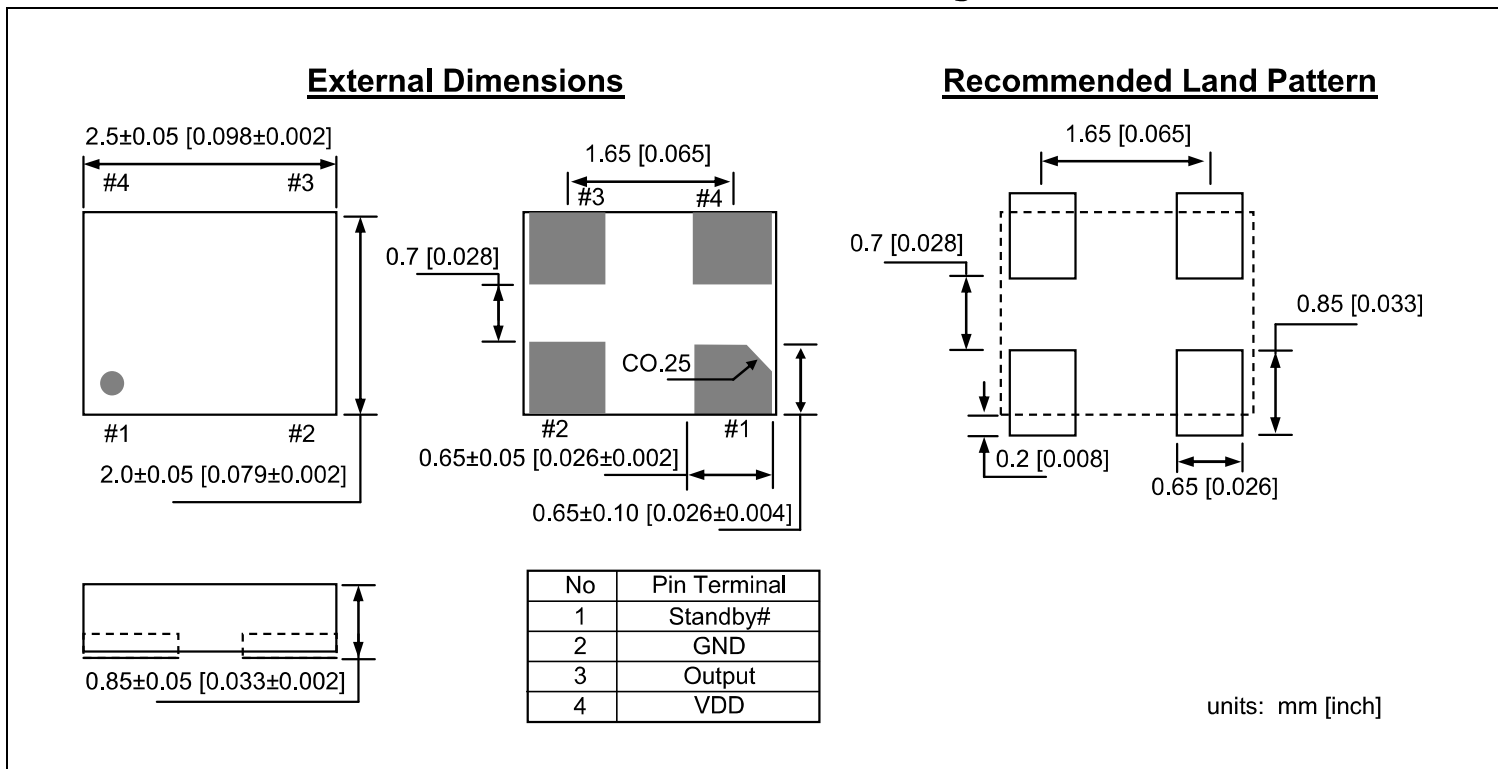 External Dimensions
Recommended Land Pattern
2.5±0.05 [0.098±0.002]
#4 #3
#1 #2
2.0±0.05 [0.079±0.002]
1.65 [0.065]
#3 #4
0.7 [0.028]
CO.25
#2 #1
0.65±0.05 [0.026±0.002]
0.65±0.10 [0.026±0.004]
1.65 [0.065]
0.7 [0.028]
0.85 [0.033]
0.2 [0.008]
0.65 [0.026]
0.85±0.05 [0.033±0.002]
No Pin Terminal
1 Standby#
2 GND
3 Output
4 VDD
units: mm [inch]